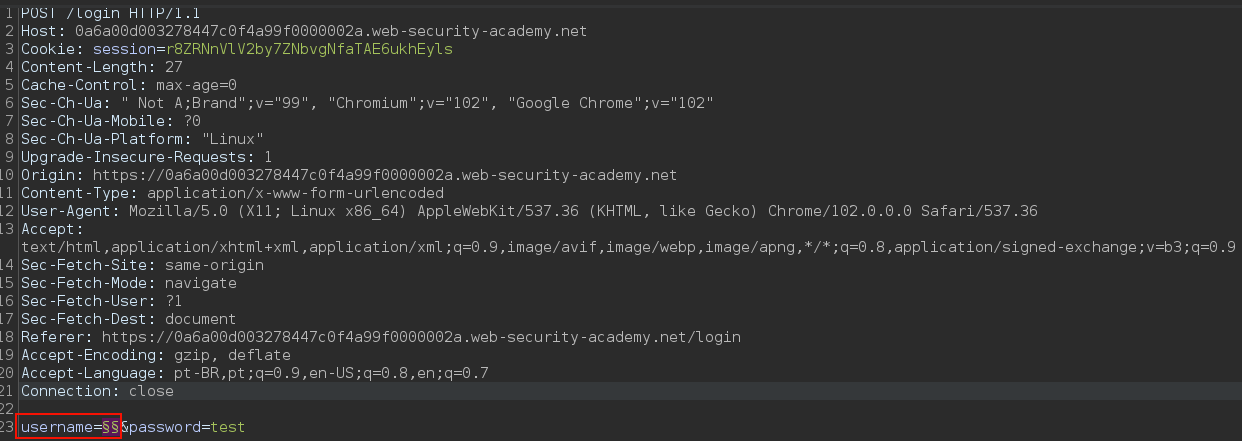 1 POST /login HTTP/1.1
2 Host: 0a6a00d003278447c0f4a99f0000002a.web-security-academy.net
3 Cookie: session=r8ZRNnVlV2by7ZNbvgNfaTAE6ukhEyls
4 Content-Length: 27
5 Cache-Control: max-age=0
6 Sec-Ch-Ua: " Not A;Brand";v="99", "Chromium";v="102", "Google Chrome";v="102"
7 Sec-Ch-Ua-Mobile: ?0
8 Sec-Ch-Ua-Platform: "Linux"
9 Upgrade-Insecure-Requests: 1
10 Origin: https://0a6a00d003278447c0f4a99f0000002a.web-security-academy.net
11 Content-Type: application/x-www-form-urlencoded
12 User-Agent: Mozilla/5.0 (X11; Linux x86_64) AppleWebKit/537.36 (KHTML, like Gecko) Chrome/102.0.0.0 Safari/537.36
13 Accept:
text/html,application/xhtml+xml,application/xml;q=0.9,image/avif,image/webp,image/apng,*/*;q=0.8,application/signed-exchange;v=b3;q=0.9
14 Sec-Fetch-Site: same-origin
15 Sec-Fetch-Mode: navigate
16 Sec-Fetch-User: ?1
17 Sec-Fetch-Dest: document
18 Referer: https://0a6a00d003278447c0f4a99f0000002a.web-security-academy.net/login
19 Accept-Encoding: gzip, deflate
20 Accept-Language: pt-BR,pt;q=0.9,en-US;q=0.8,en;q=0.7
21 Connection: close
22
23 username=§§&password=test